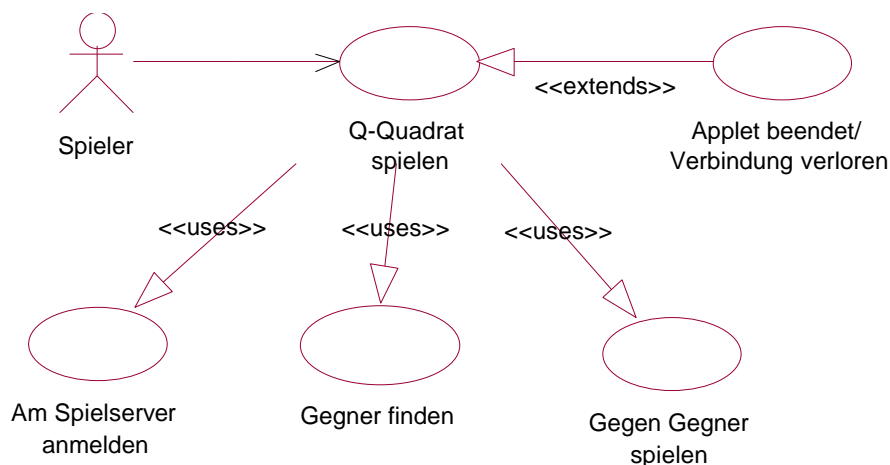 <<extends>>
Spieler
Q-Quadrat
spielen
Applet beendet/
Verbindung verloren
<<uses>>
<<uses>>
<<uses>>
Am Spielserver
anmelden
Gegner finden
Gegen Gegner
spielen